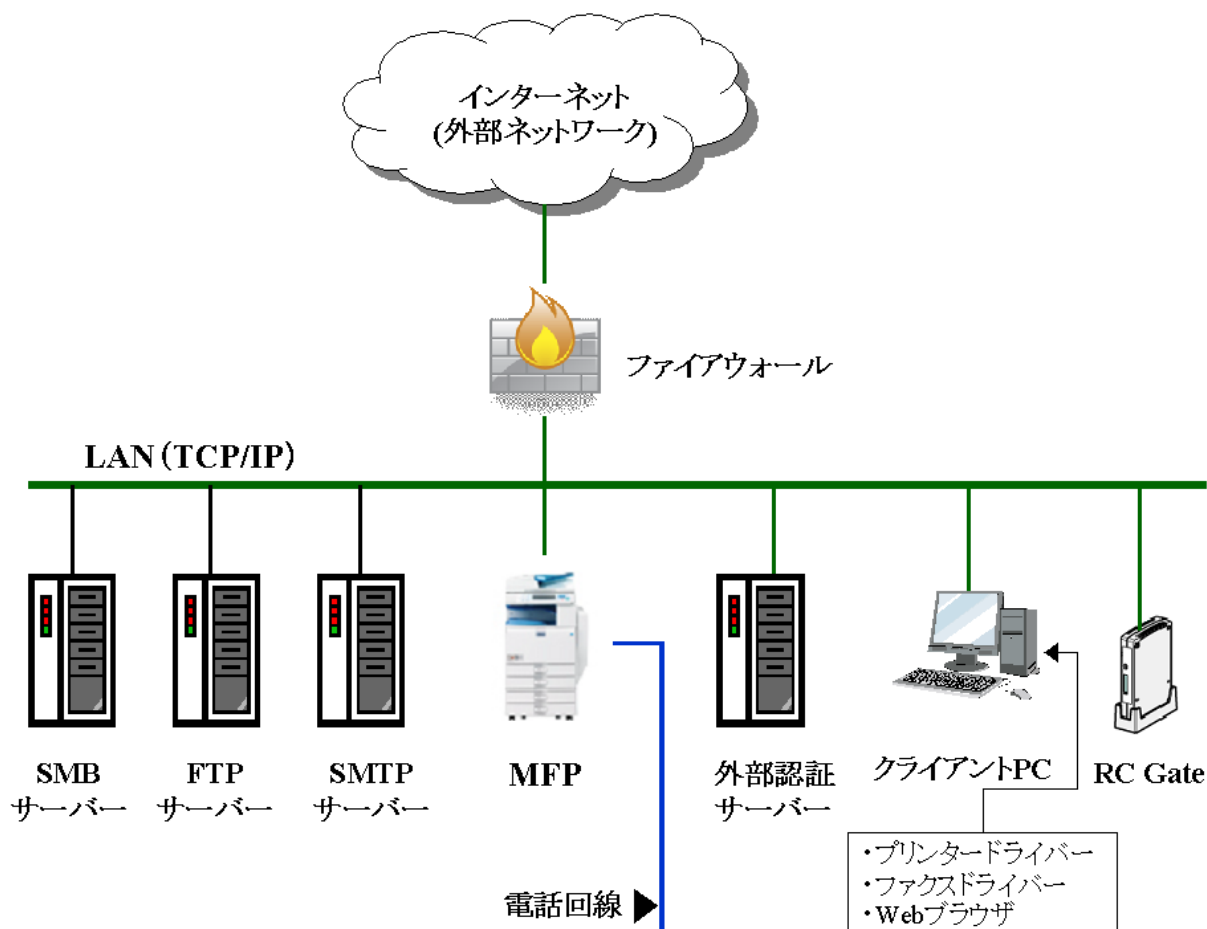 インターネット
(外部ネットワーク)
ファイアウォール
LAN（TCP/IP）
SMB
サーバー
FTP
サーバー
SMTP
サーバー
MFP
外部認証
サーバー
クライアントPC
RC Gate
・プリンタードライバー
・ファクスドライバー
・Webブラウザ
電話回線